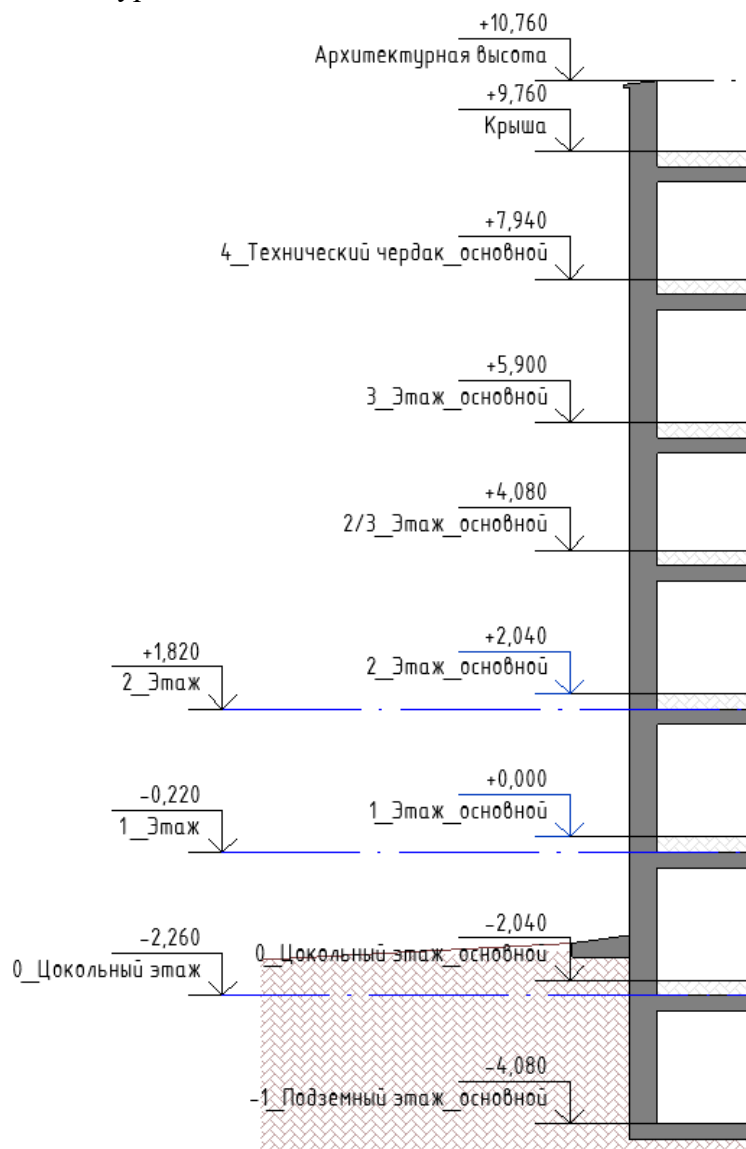 +10,760
Архитектурная высота
+9,760
Крыша
+7,940
4_Технический чердак_основной
+5,900
3_Этаж_основной
+4,080
2/3_Этаж_основной
+2,040
2_Этаж_основной
+1,820
2_Этаж
+0,000
1_Этаж_основной
-0,220
1_Этаж
-2,040
0_Цокольный этаж_основной
-2,260
0_Цокольный этаж
-4,080
-1_Подземный этаж_основной